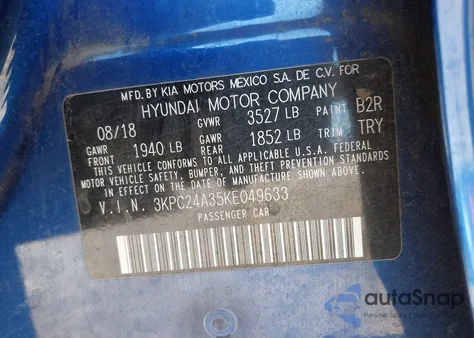 MFD. BY KIA MOTORS MEXICO S.A. DE C.V. FOR
HYUNDAI MOTOR COMPANY
08/18 GVWR 3527 LB PAINT B2R
GAWR FRONT 1940 LB GAWR REAR 1852 LB TRIM TRY
THIS VEHICLE CONFORMS TO ALL APPLICABLE U.S.A. FEDERAL
MOTOR VEHICLE SAFETY, BUMPER, AND THEFT PREVENTION STANDARDS
IN EFFECT ON THE DATE OF MANUFACTURE SHOWN ABOVE.
V.I.N. 3KPC24A35KE049633
PASSENGER CAR
autoSnap